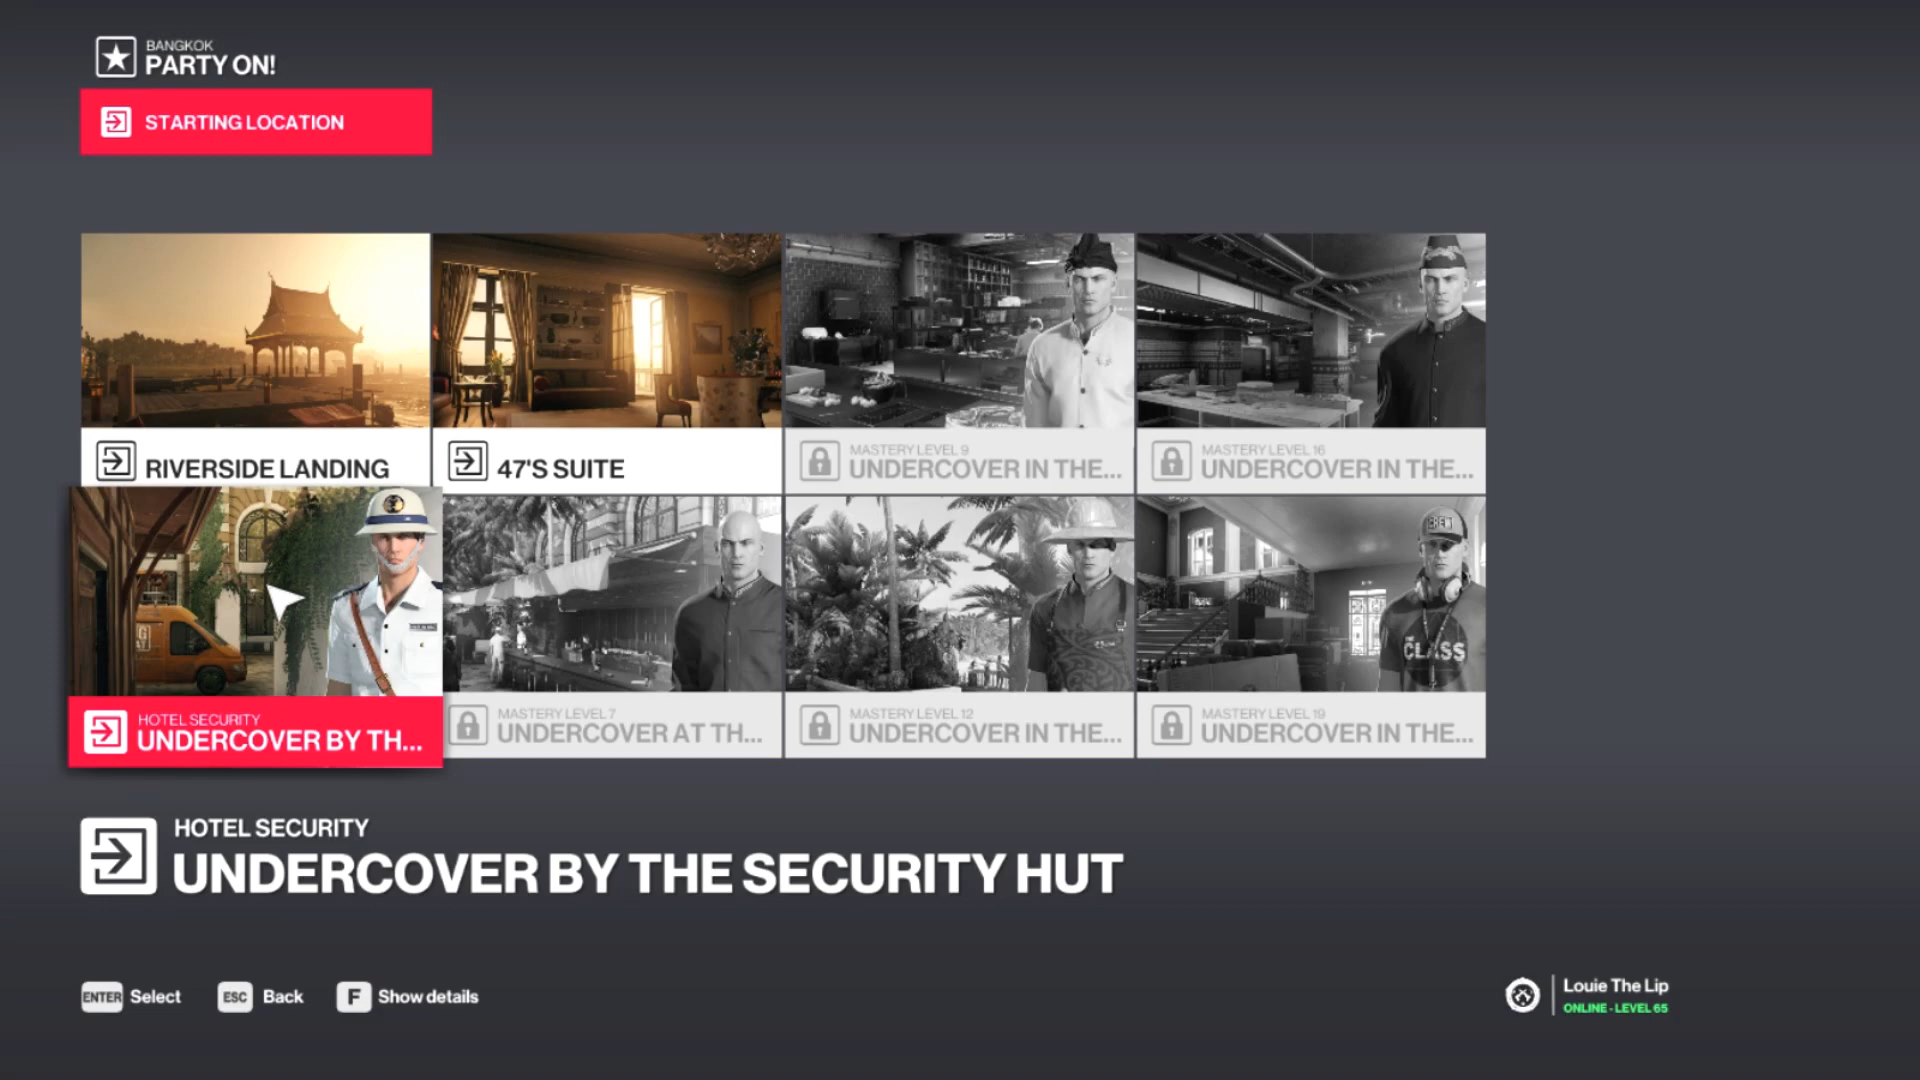 BANGKOK
PARTY ON!
STARTING LOCATION
RIVERSIDE LANDING
47'S SUITE
MASTERY LEVEL 9
UNDERCOVER IN THE...
MASTERY LEVEL 16
UNDERCOVER IN THE...
HOTEL SECURITY
UNDERCOVER BY TH...
MASTERY LEVEL 7
UNDERCOVER AT TH...
MASTERY LEVEL 12
UNDERCOVER IN THE...
CREW
CLASS
MASTERY LEVEL 19
UNDERCOVER IN THE...
HOTEL SECURITY
UNDERCOVER BY THE SECURITY HUT
ENTER Select
ESC Back
F Show details
Louie The Lip
ONLINE - LEVEL 65